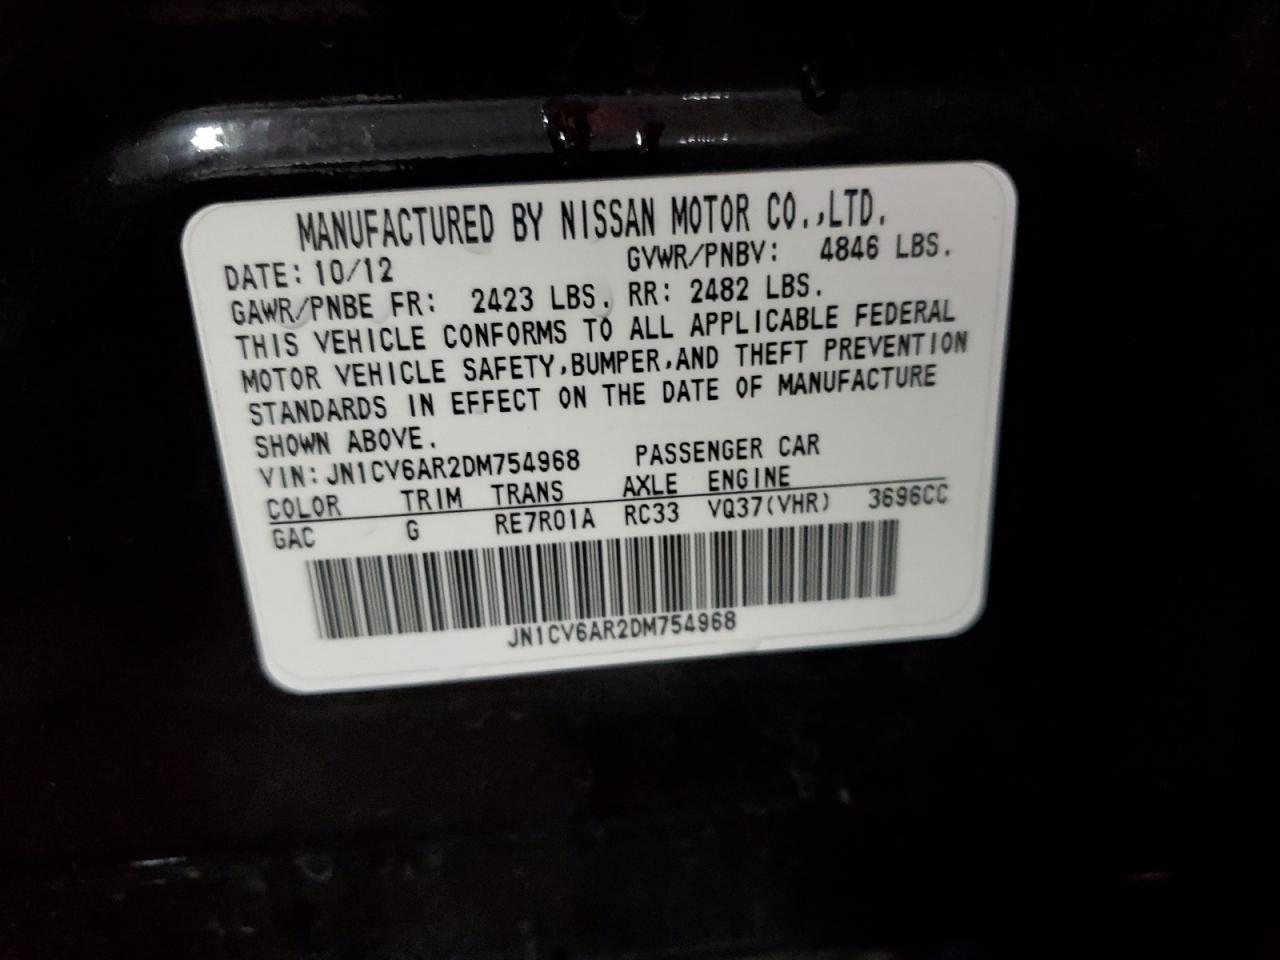 MANUFACTURED BY NISSAN MOTOR CO.,LTD.
DATE: 10/12 GVWR/PNBV: 4846 LBS.
GAWR/PNBE FR: 2423 LBS. RR: 2482 LBS.
THIS VEHICLE CONFORMS TO ALL APPLICABLE FEDERAL
MOTOR VEHICLE SAFETY,BUMPER,AND THEFT PREVENTION
STANDARDS IN EFFECT ON THE DATE OF MANUFACTURE
SHOWN ABOVE.
VIN: JN1CV6AR2DM754968 PASSENGER CAR
COLOR TRIM TRANS AXLE ENGINE
GAC G RE7R01A RC33 VQ37(VHR) 3696CC
JN1CV6AR2DM754968